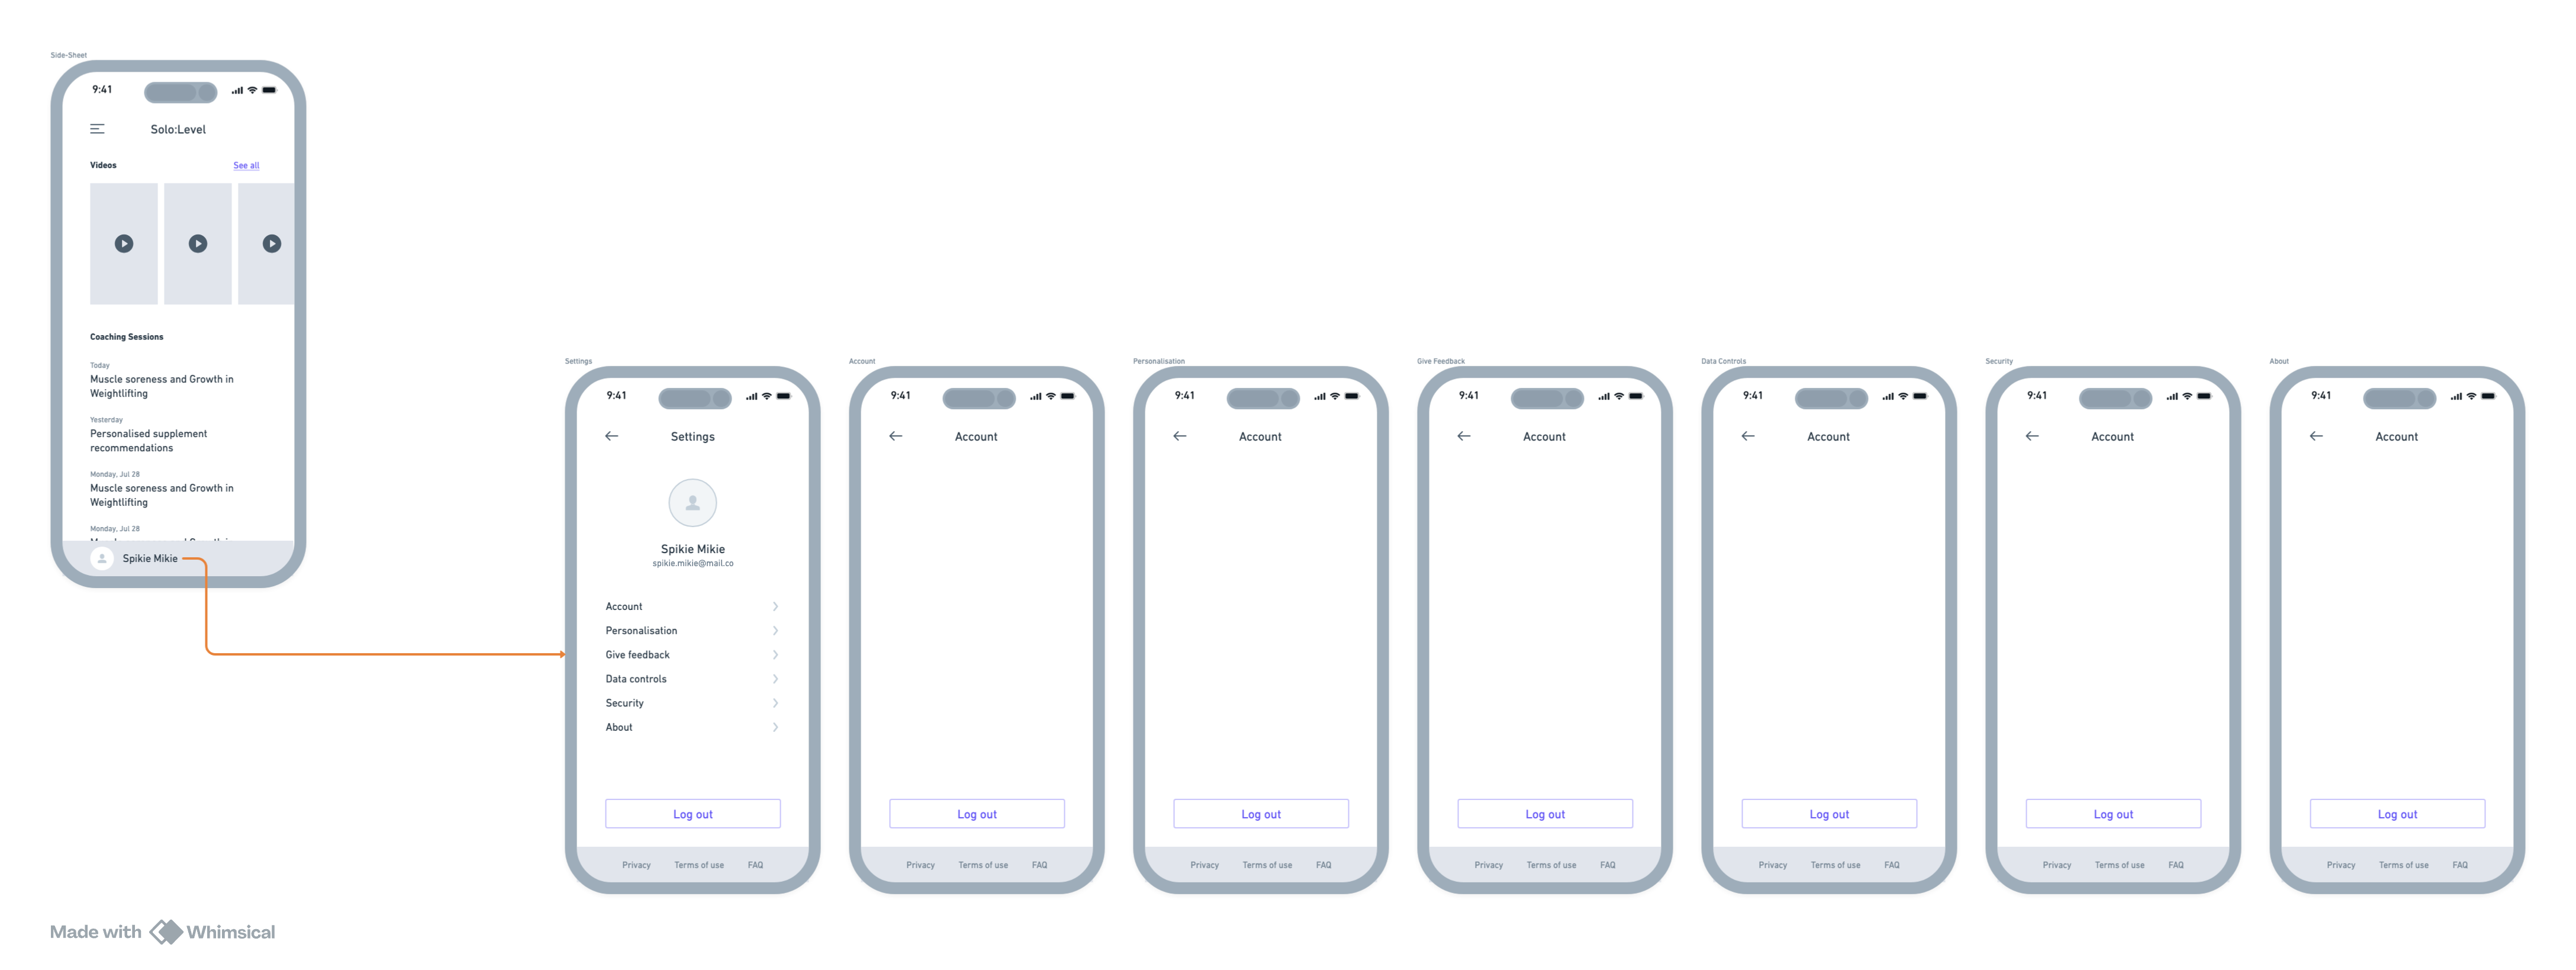 Side-Sheet
9:41
Solo:Level
Videos
See all
Coaching Sessions
Today
Muscle soreness and Growth in
Weightlifting
Yesterday
Personalised supplement
recommendations
Monday, Jul 28
Muscle soreness and Growth in
Weightlifting
Monday, Jul 28
Spikie Mikie
Settings
9:41
Settings
Spikie Mikie
spikie.mikie@mail.co
Account
Personalisation
Give feedback
Data controls
Security
About
Log out
Privacy
Terms of use
FAQ
Account
9:41
Account
Log out
Privacy
Terms of use
FAQ
Personalisation
9:41
Account
Log out
Privacy
Terms of use
FAQ
Give Feedback
9:41
Account
Log out
Privacy
Terms of use
FAQ
Data Controls
9:41
Account
Log out
Privacy
Terms of use
FAQ
Security
9:41
Account
Log out
Privacy
Terms of use
FAQ
About
9:41
Account
Log out
Privacy
Terms of use
FAQ
Made with Whimsical